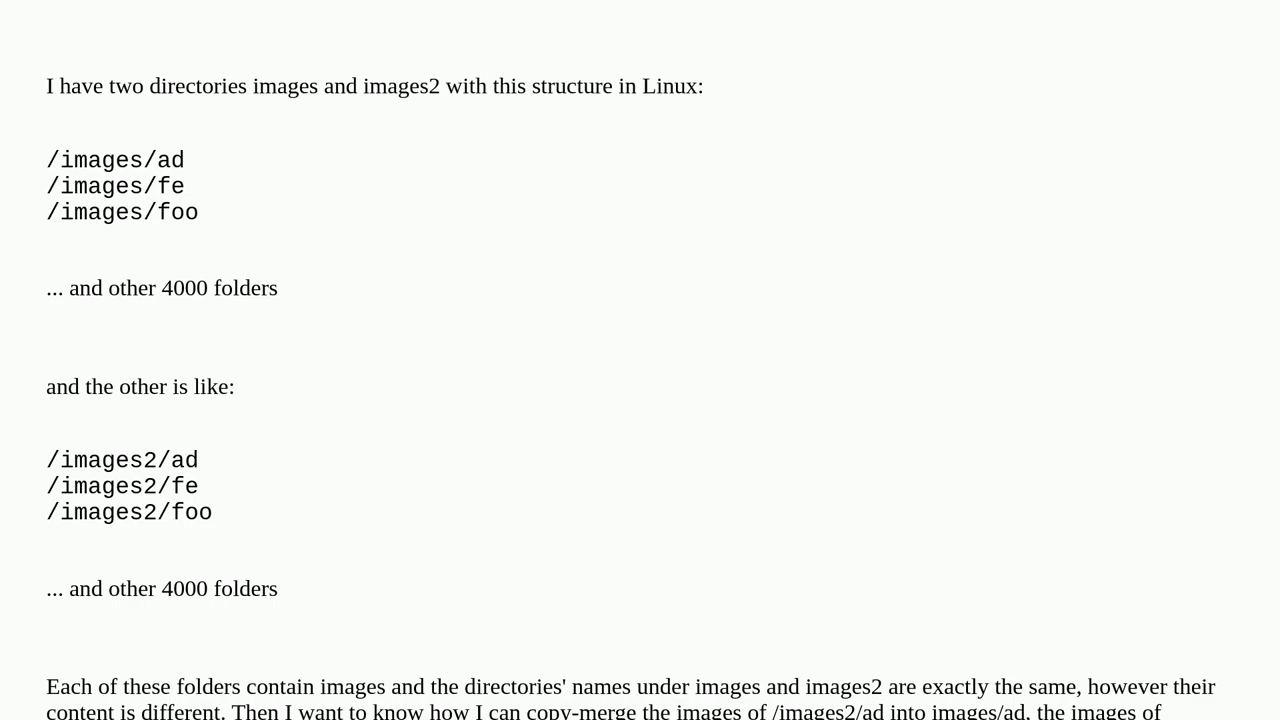 I have two directories images and images2 with this structure in Linux:
/images/ad
/images/fe
/images/foo
... and other 4000 folders
and the other is like:
/images2/ad
/images2/fe
/images2/foo
... and other 4000 folders
Each of these folders contain images and the directories' names under images and images2 are exactly the same, however their
content is different. Then I want to know how I can copy-merge the images of /images2/ad into images/ad, the images of